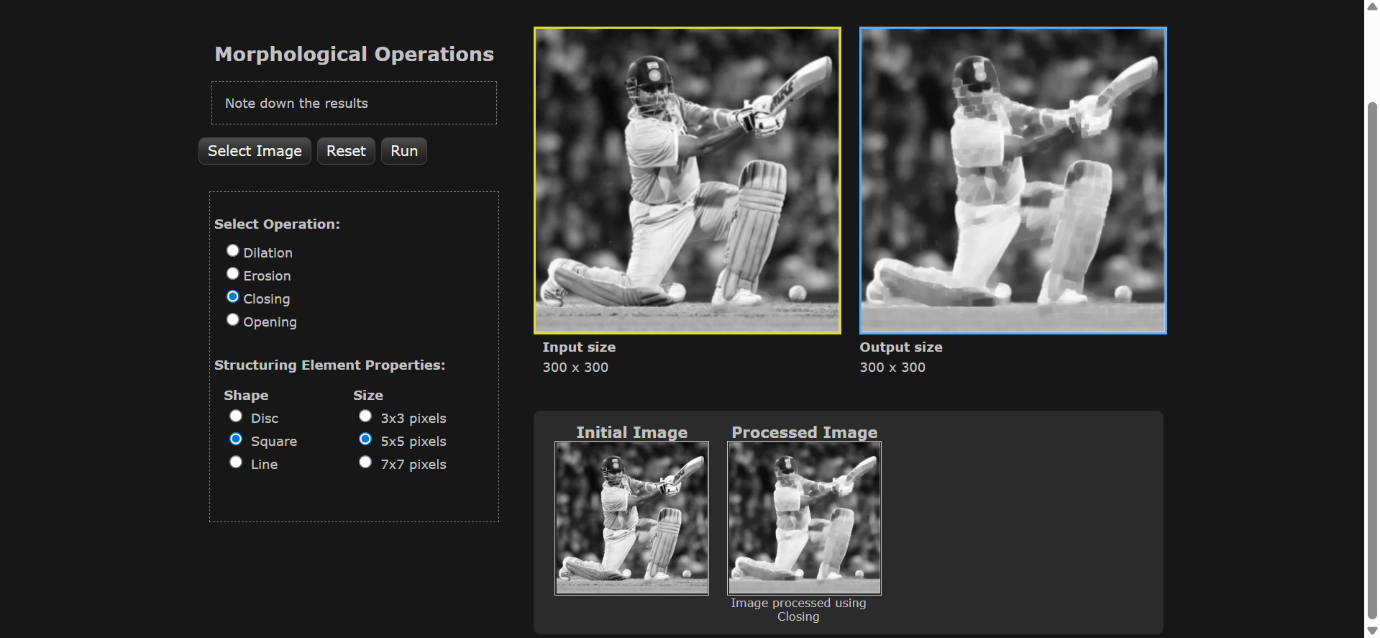 Morphological Operations
Note down the results
Select Image Reset Run
Select Operation:
Dilation
Erosion
Closing
Opening
Structuring Element Properties:
Shape Size
Disc 3x3 pixels
Square 5x5 pixels
Line 7x7 pixels
Input size
300 x 300
Output size
300 x 300
Initial Image
Processed Image
Image processed using
Closing